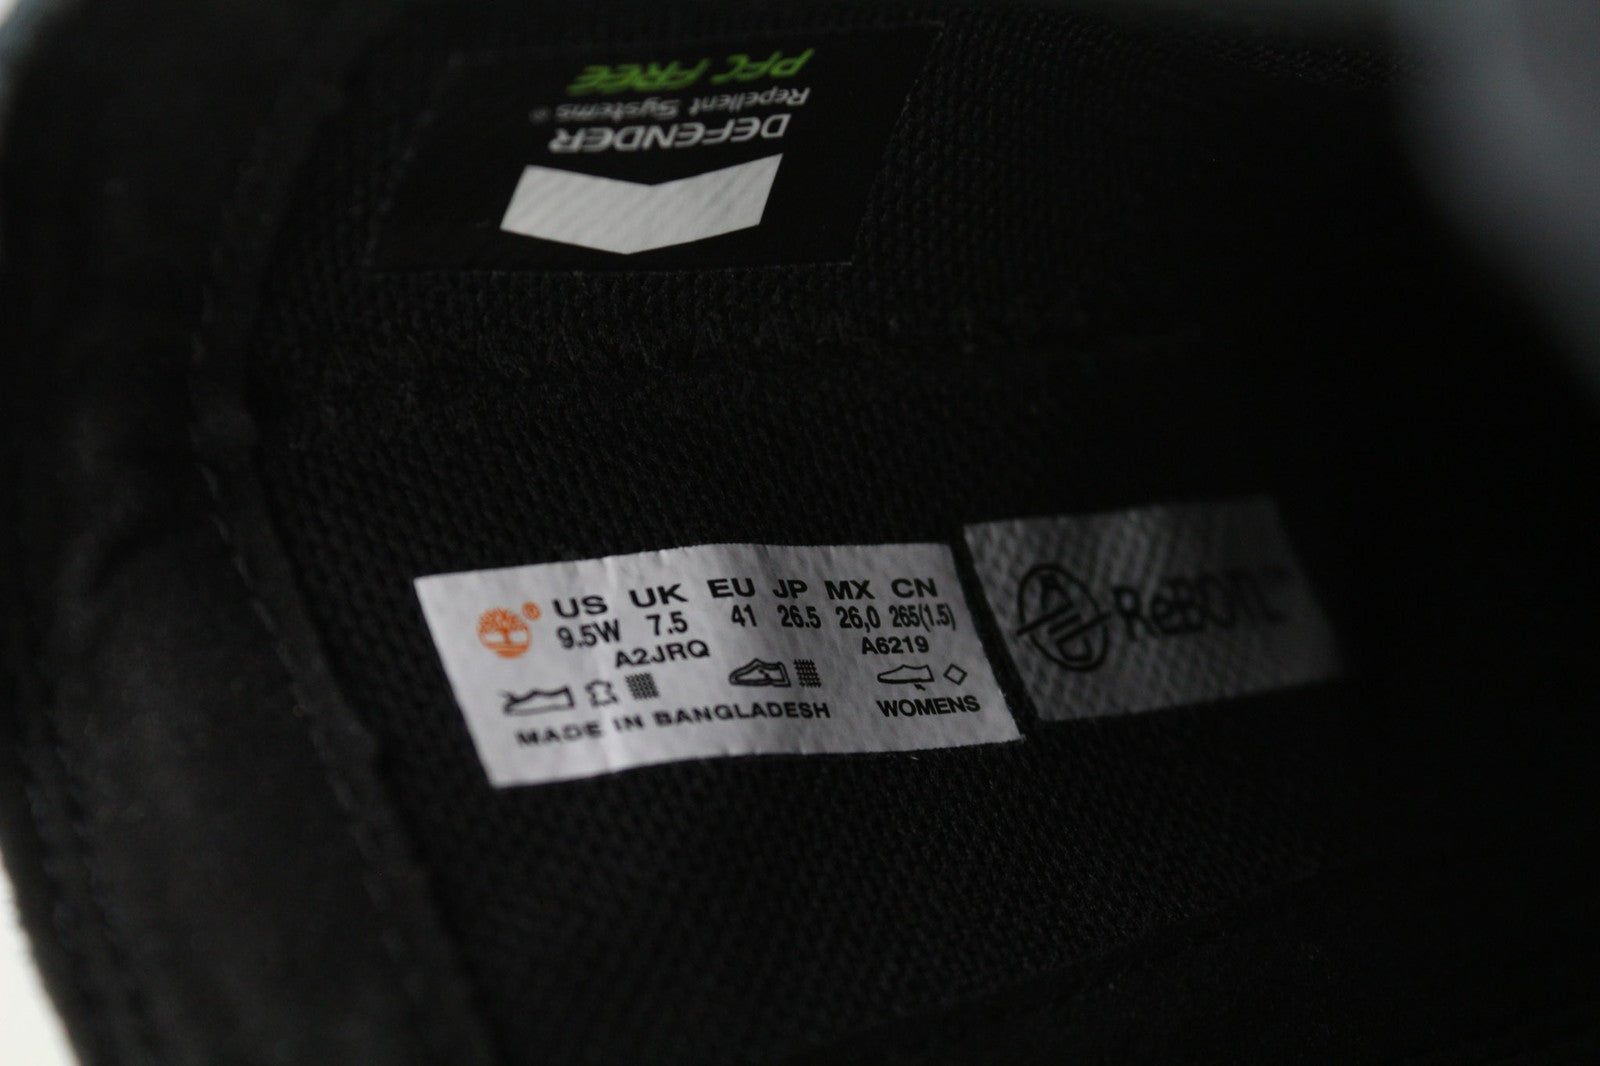 PFC FREE
Repellent Systems®
DEFENDER
® US UK EU JP MX CN
9.5W 7.5 41 26.5 26,0 265(1.5)
A2JRQ A6219
MADE IN BANGLADESH WOMENS
ReBOTL™